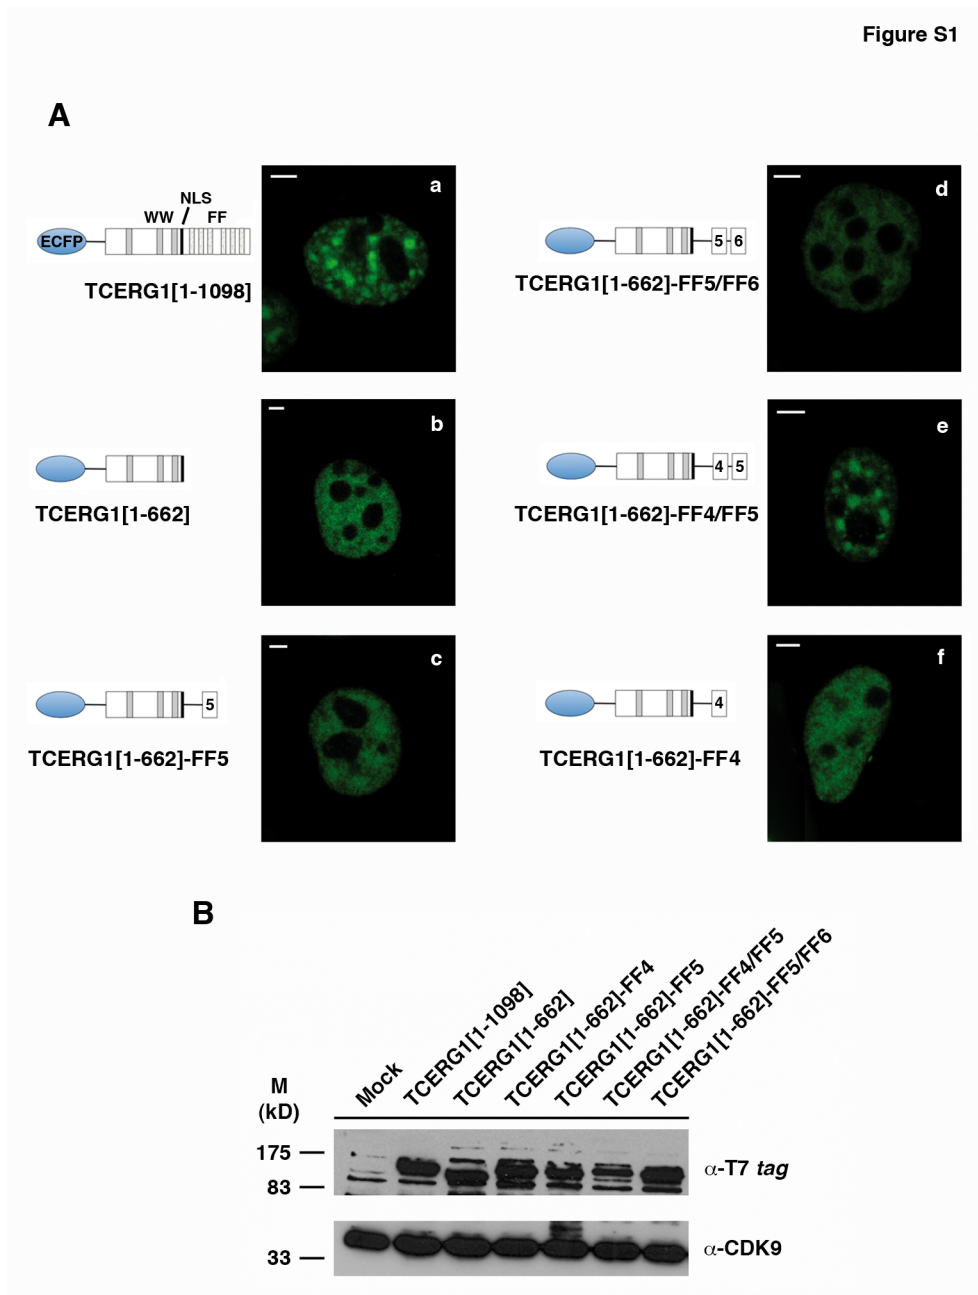 Figure S1
A
NLS
WW
FF
ECFP
TCERG1[1-1098]
a
5 6
TCERG1[1-662]-FF5/FF6
d
TCERG1[1-662]
b
4 5
TCERG1[1-662]-FF4/FF5
e
5
TCERG1[1-662]-FF5
c
4
TCERG1[1-662]-FF4
f
B
Mock
TCERG1[1-1098]
TCERG1[1-662]
TCERG1[1-662]-FF4
TCERG1[1-662]-FF5
TCERG1[1-662]-FF4/FF5
TCERG1[1-662]-FF5/FF6
M
(kD)
175
83
α-T7 tag
33
α-CDK9